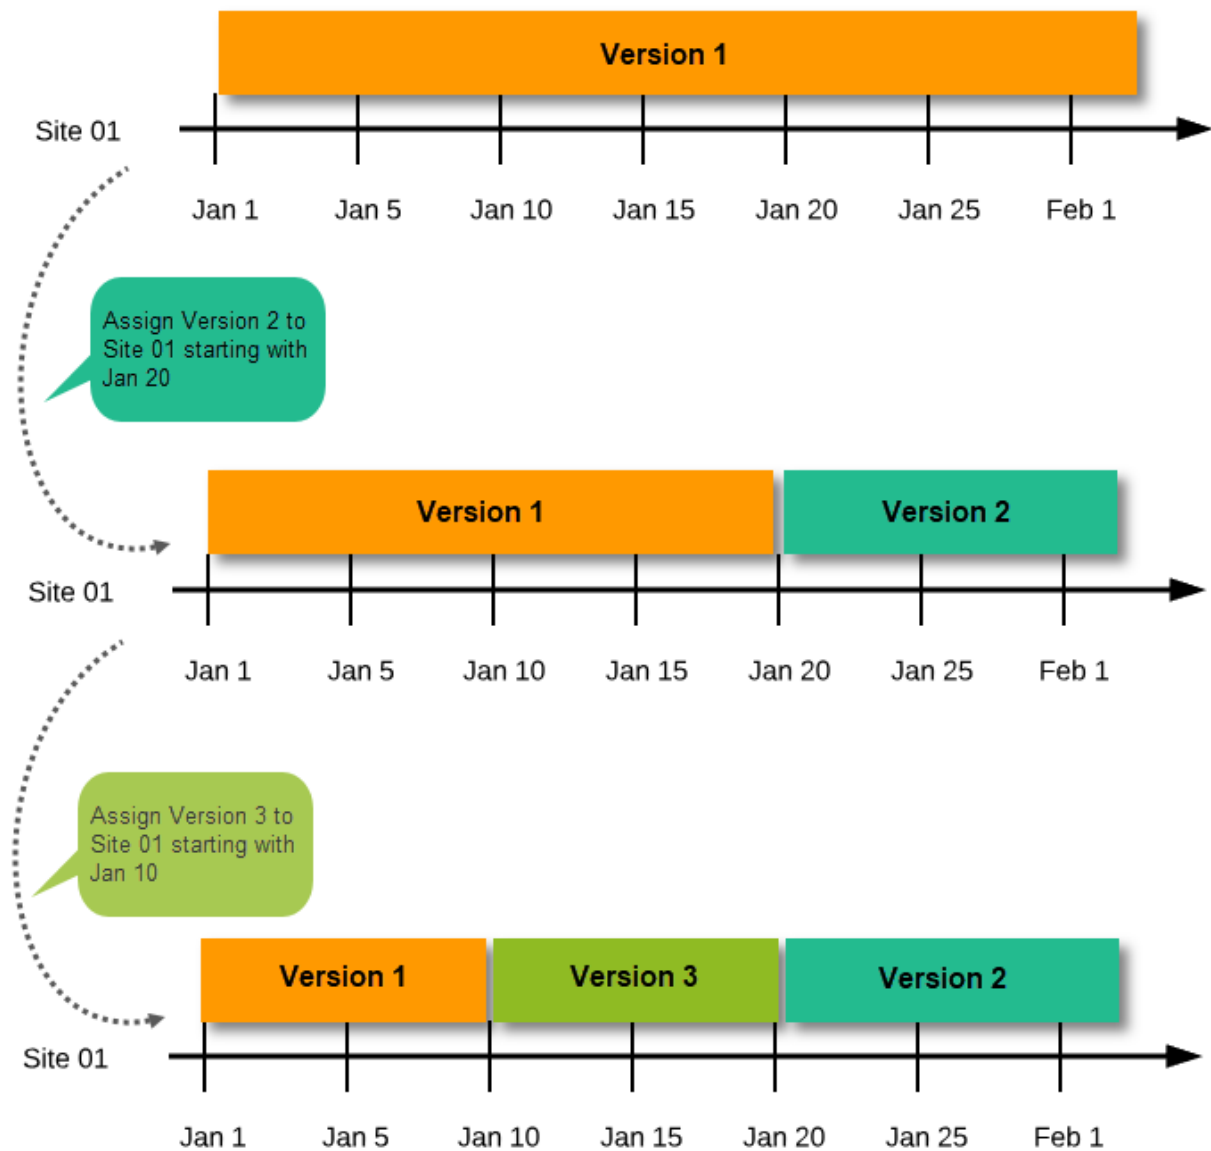 Version 1
Site 01
Jan 1 Jan 5 Jan 10 Jan 15 Jan 20 Jan 25 Feb 1
Assign Version 2 to
Site 01 starting with
Jan 20
Version 1 Version 2
Site 01
Jan 1 Jan 5 Jan 10 Jan 15 Jan 20 Jan 25 Feb 1
Assign Version 3 to
Site 01 starting with
Jan 10
Version 1 Version 3 Version 2
Site 01
Jan 1 Jan 5 Jan 10 Jan 15 Jan 20 Jan 25 Feb 1